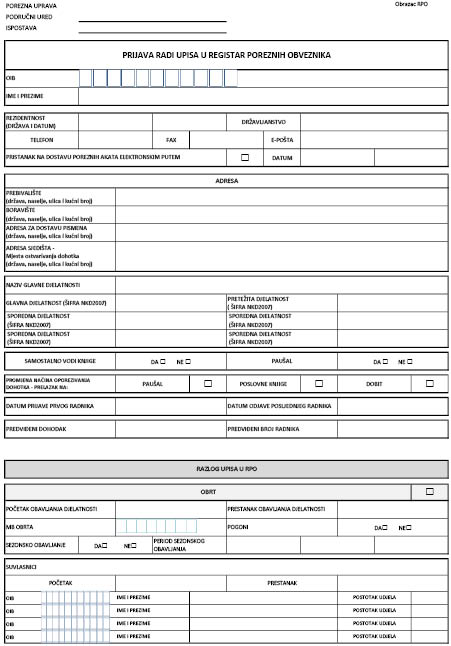 POREZNA UPRAVA
Obrazac RPO
PODRUČNI URED
ISPOSTAVA
PRIJAVA RADI UPISA U REGISTAR POREZNIH OBVEZNIKA
OIB
IME I PREZIME
REZIDENTNOST
(DRŽAVA I DATUM)
DRŽAVLJANSTVO
TELEFON FAX E-POŠTA
PRISTANAK NA DOSTAVU POREZNIH AKATA ELEKTRONSKIM PUTEM DATUM
ADRESA
PREBIVALIŠTE
(država, naselje, ulica i kućni broj)
BORAVIŠTE
(država, naselje, ulica i kućni broj)
ADRESA ZA DOSTAVU PISMENA
(država, naselje, ulica i kućni broj)
ADRESA SJEDIŠTA -
Mjesta ostvarivanja dohotka
(država, naselje, ulica i kućni broj)
NAZIV GLAVNE DJELATNOSTI
GLAVNA DJELATNOST (ŠIFRA NKD2007)
PRETEŽITA DJELATNOST
( ŠIFRA NKD2007)
SPOREDNA DJELATNOST
(ŠIFRA NKD2007)
SPOREDNA DJELATNOST
(ŠIFRA NKD2007)
SPOREDNA DJELATNOST
(ŠIFRA NKD2007)
SPOREDNA DJELATNOST
(ŠIFRA NKD2007)
SAMOSTALNO VODI KNJIGE DA NE PAUŠAL DA NE
PROMJENA NAČINA OPOREZIVANJA
DOHOTKA - PRELAZAK NA:
PAUŠAL POSLOVNE KNJIGE DOBIT
DATUM PRIJAVE PRVOG RADNIKA DATUM ODJAVE POSLJEDNJEG RADNIKA
PREDVIĐENI DOHODAK PREDVIĐENI BROJ RADNIKA
RAZLOG UPISA U RPO
OBRT
POČETAK OBAVLJANJA DJELATNOSTI PRESTANAK OBAVLJANJA DJELATNOSTI
MB OBRTA POGONI DA NE
SEZONSKO OBAVLJANJE DA NE PERIOD SEZONSKOG
OBAVLJANJA
SUVLASNICI
POČETAK PRESTANAK
OIB IME I PREZIME POSTOTAK UDJELA
OIB IME I PREZIME POSTOTAK UDJELA
OIB IME I PREZIME POSTOTAK UDJELA
OIB IME I PREZIME POSTOTAK UDJELA